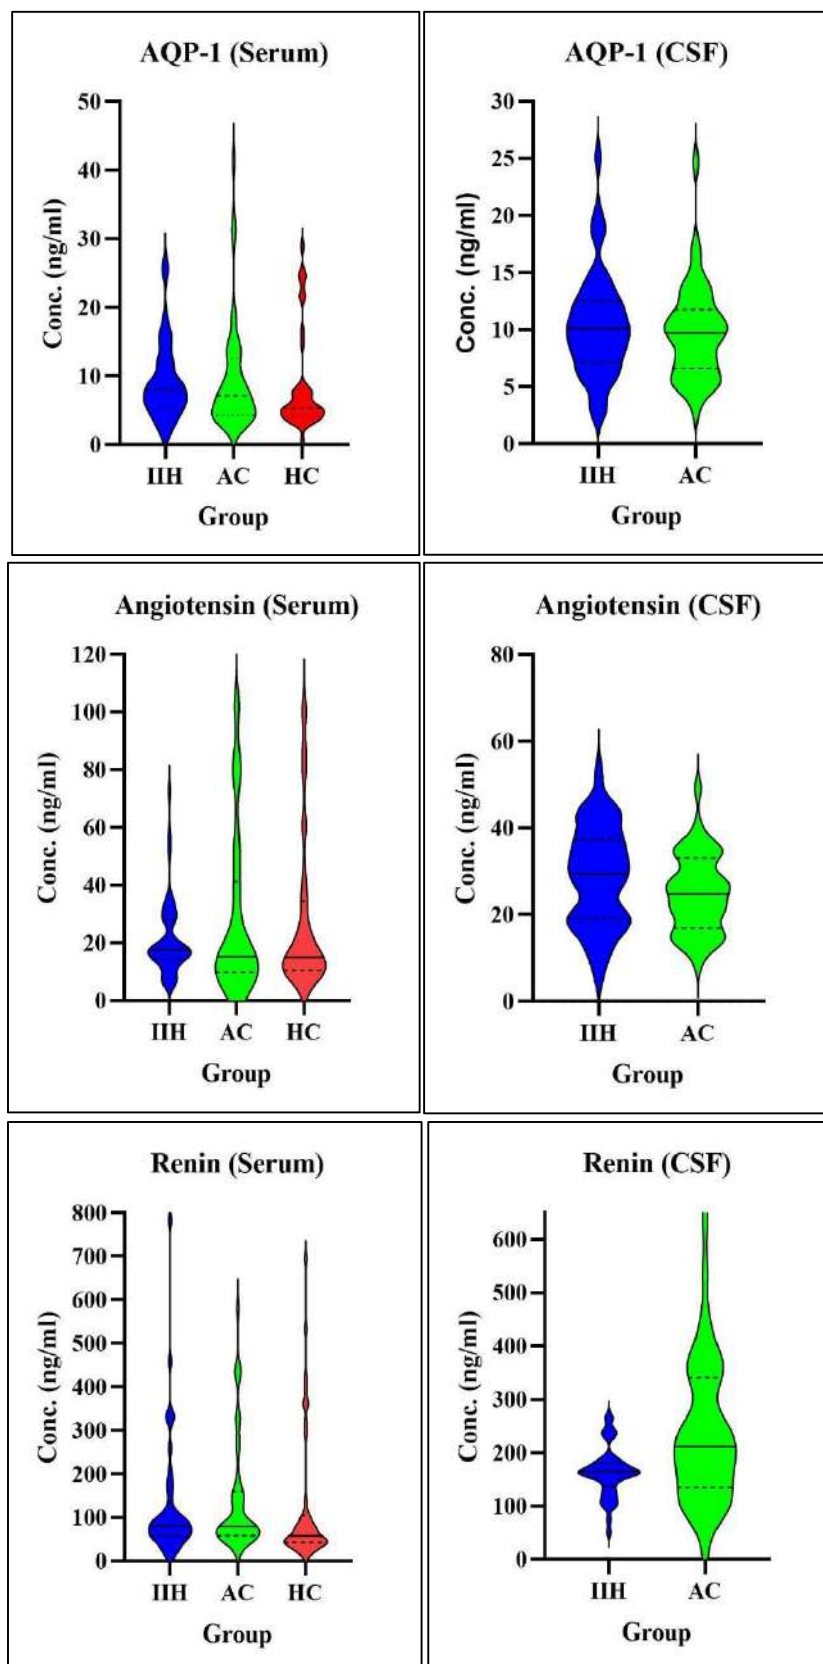 AQP-1 (Serum)
50
40
30
20
10
0
Conc. (ng/ml)
IIH AC HC
Group
AQP-1 (CSF)
30
25
20
15
10
5
0
Conc. (ng/ml)
IIH AC
Group
Angiotensin (Serum)
120
100
80
60
40
20
0
Conc. (ng/ml)
IIH AC HC
Group
Angiotensin (CSF)
80
60
40
20
0
Conc. (ng/ml)
IIH AC
Group
Renin (Serum)
800
700
600
500
400
300
200
100
0
Conc. (ng/ml)
IIH AC HC
Group
Renin (CSF)
600
500
400
300
200
100
0
Conc. (ng/ml)
IIH AC
Group